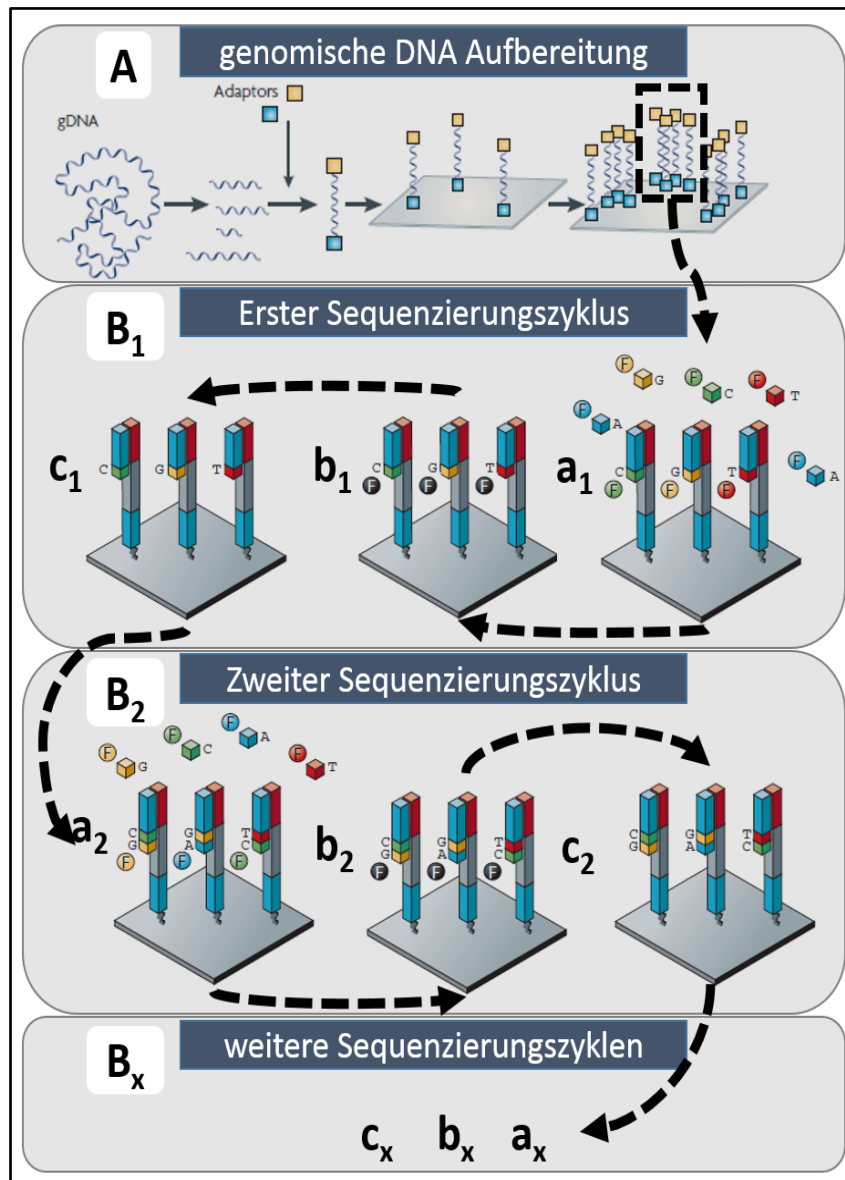 A
genomische DNA Aufbereitung
Adaptors
gDNA
B1
Erster Sequenzierungszyklus
F G F C F T
F A F A
c1 C G T
b1 C G T
F F F
a1 C G T
F F F
B2
Zweiter Sequenzierungszyklus
F G F C F A F T
a2 C G T
G A C
F F F
b2 C G T
G A C
F F F
c2 C G T
G A C
Bx
weitere Sequenzierungszyklen
cx bx ax